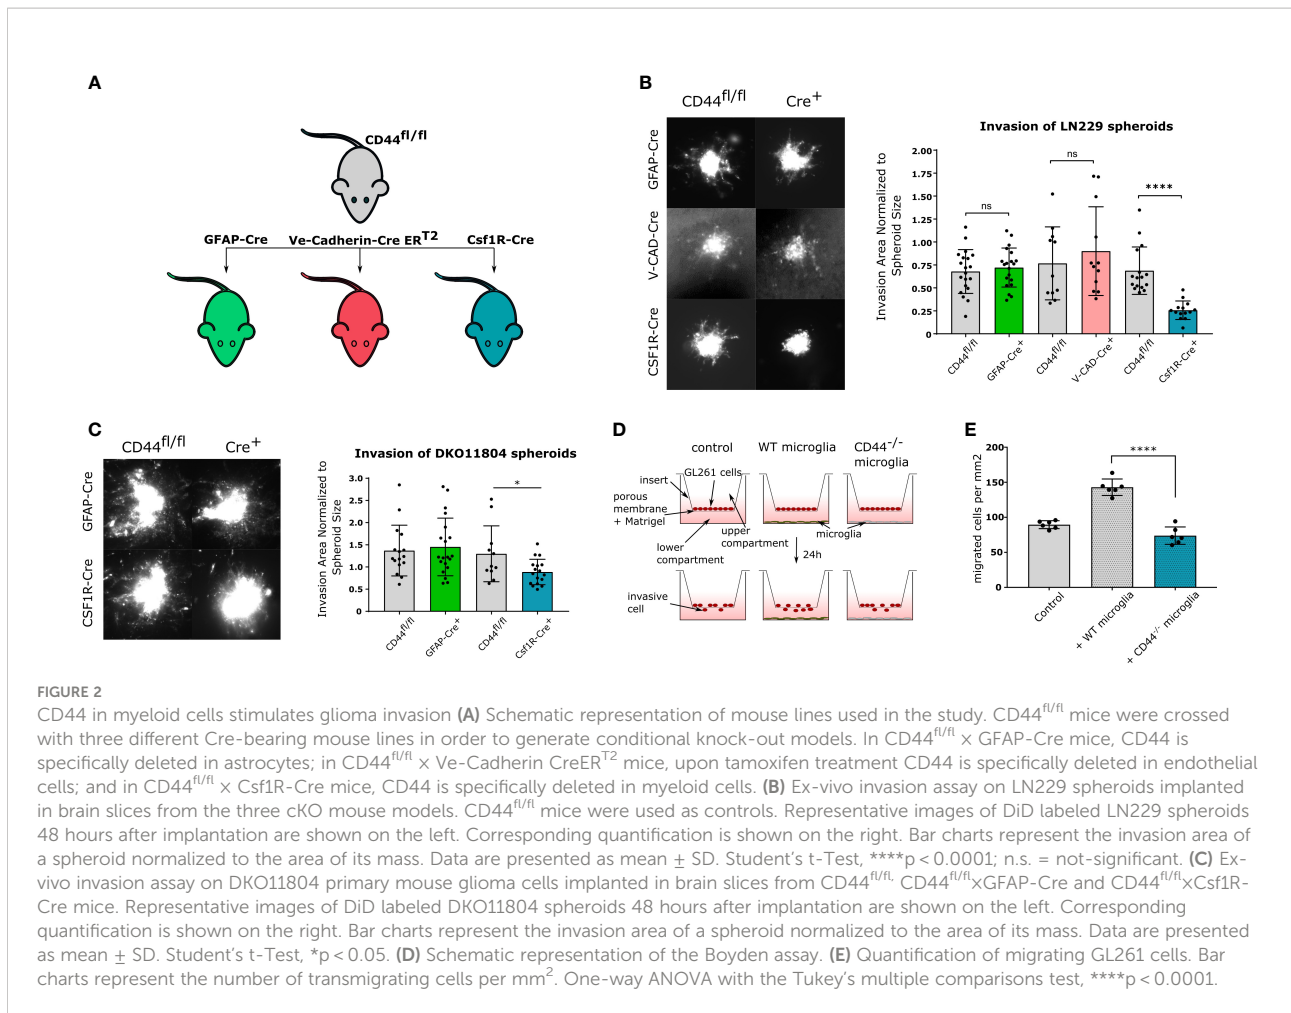 A
CD44fl/fl
GFAP-Cre Ve-Cadherin-Cre ERT2 Csf1R-Cre
B
CD44fl/fl Cre+
GFAP-Cre
V-CAD-Cre
CSF1R-Cre
Invasion of LN229 spheroids
Invasion Area Normalized to
Spheroid Size
2.00
1.75
1.50
1.25
1.00
0.75
0.50
0.25
0
ns
ns
****
CD44fl/fl
GFAP-Cre+
CD44fl/fl
V-CAD-Cre+
CD44fl/fl
Csf1R-Cre+
C
CD44fl/fl Cre+
GFAP-Cre
CSF1R-Cre
Invasion of DKO11804 spheroids
Invasion Area Normalized to
Spheroid Size
3.0
2.5
2.0
1.5
1.0
0.5
0
*
CD44fl/fl
GFAP-Cre+
CD44fl/fl
Csf1R-Cre+
D
control WT microglia CD44-/-
microglia
GL261 cells
insert
porous
membrane
+ Matrigel
upper
compartment
microglia
lower
compartment
24h
invasive
cell
E
migrated cells per mm2
200
150
100
50
0
****
Control
+ WT microglia
+ CD44-/- microglia
FIGURE 2
CD44 in myeloid cells stimulates glioma invasion (A) Schematic representation of mouse lines used in the study. CD44fl/fl mice were crossed
with three different Cre-bearing mouse lines in order to generate conditional knock-out models. In CD44fl/fl × GFAP-Cre mice, CD44 is
specifically deleted in astrocytes; in CD44fl/fl × Ve-Cadherin CreERT2 mice, upon tamoxifen treatment CD44 is specifically deleted in endothelial
cells; and in CD44fl/fl × Csf1R-Cre mice, CD44 is specifically deleted in myeloid cells. (B) Ex-vivo invasion assay on LN229 spheroids implanted
in brain slices from the three cKO mouse models. CD44fl/fl mice were used as controls. Representative images of DiD labeled LN229 spheroids
48 hours after implantation are shown on the left. Corresponding quantification is shown on the right. Bar charts represent the invasion area of
a spheroid normalized to the area of its mass. Data are presented as mean ± SD. Student's t-Test, ****p < 0.0001; n.s. = not-significant. (C) Ex-
vivo invasion assay on DKO11804 primary mouse glioma cells implanted in brain slices from CD44fl/fl, CD44fl/fl×GFAP-Cre and CD44fl/fl×Csf1R-
Cre mice. Representative images of DiD labeled DKO11804 spheroids 48 hours after implantation are shown on the left. Corresponding
quantification is shown on the right. Bar charts represent the invasion area of a spheroid normalized to the area of its mass. Data are presented
as mean ± SD. Student's t-Test, *p < 0.05. (D) Schematic representation of the Boyden assay. (E) Quantification of migrating GL261 cells. Bar
charts represent the number of transmigrating cells per mm2. One-way ANOVA with the Tukey's multiple comparisons test, ****p < 0.0001.